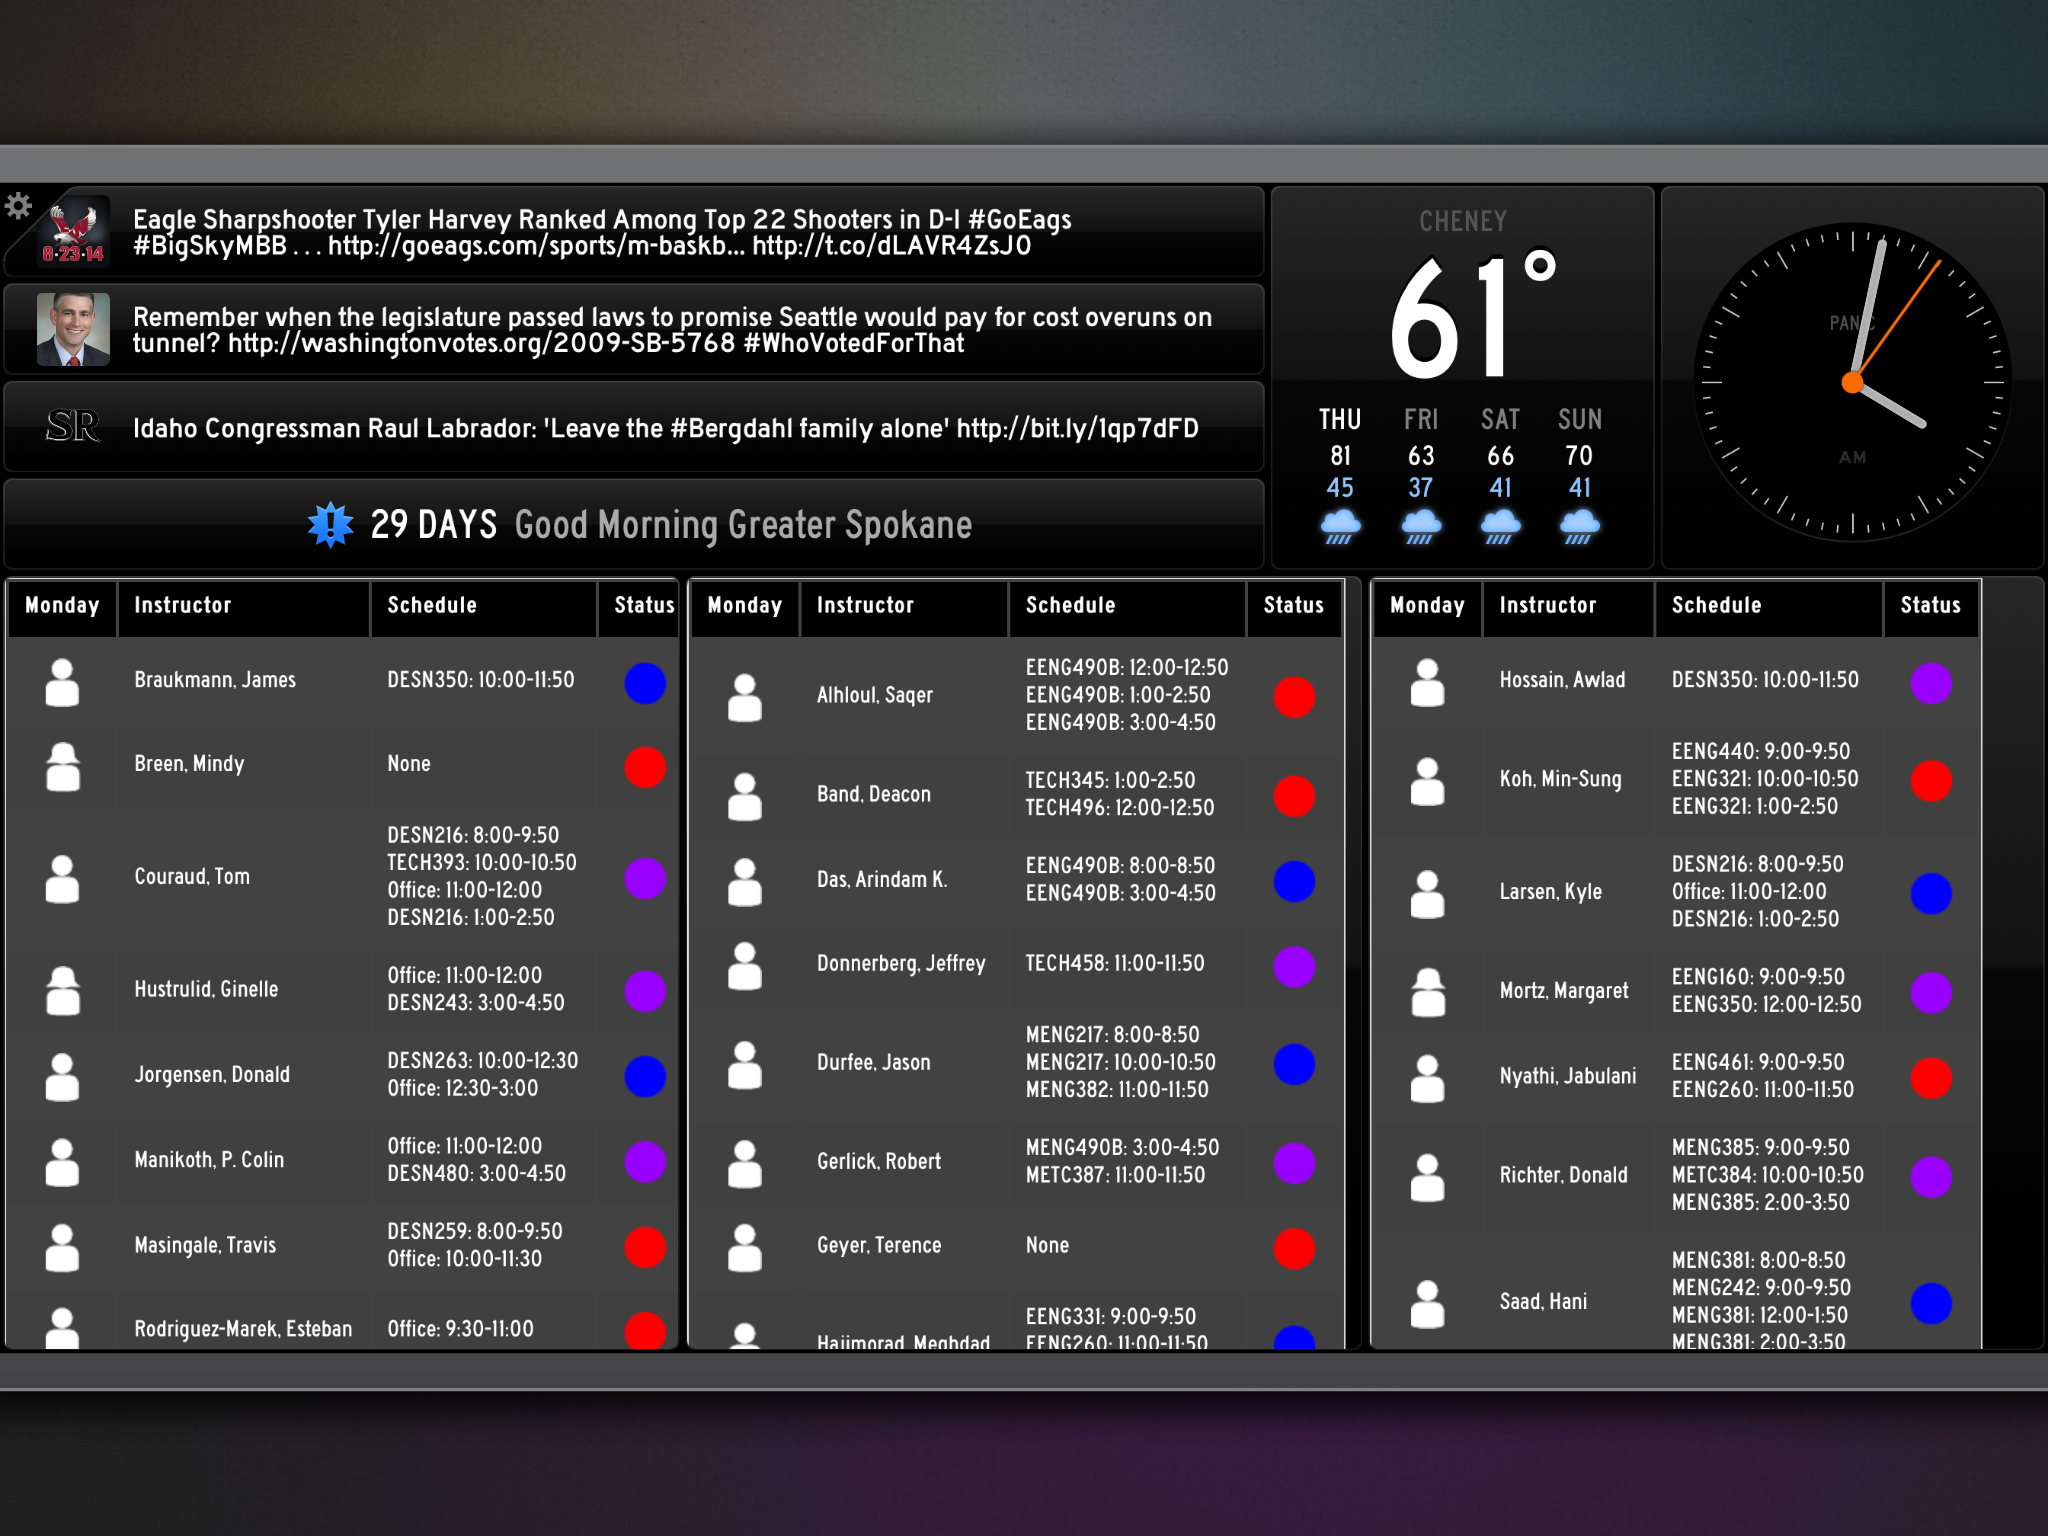 8·23·14
Eagle Sharpshooter Tyler Harvey Ranked Among Top 22 Shooters in D-I #GoEags
#BigSkyMBB . . . http://goeags.com/sports/m-baskb... http://t.co/dLAVR4ZsJ0
Remember when the legislature passed laws to promise Seattle would pay for cost overuns on
tunnel? http://washingtonvotes.org/2009-SB-5768 #WhoVotedForThat
SR
Idaho Congressman Raul Labrador: 'Leave the #Bergdahl family alone' http://bit.ly/1qp7dFD
29 DAYS Good Morning Greater Spokane
CHENEY
61°
THU FRI SAT SUN
81 63 66 70
45 37 41 41
PANIC
AM
Monday Instructor Schedule Status
Braukmann, James DESN350: 10:00-11:50
Breen, Mindy None
Couraud, Tom
DESN216: 8:00-9:50
TECH393: 10:00-10:50
Office: 11:00-12:00
DESN216: 1:00-2:50
Hustrulid, Ginelle
Office: 11:00-12:00
DESN243: 3:00-4:50
Jorgensen, Donald
DESN263: 10:00-12:30
Office: 12:30-3:00
Manikoth, P. Colin
Office: 11:00-12:00
DESN480: 3:00-4:50
Masingale, Travis
DESN259: 8:00-9:50
Office: 10:00-11:30
Rodriguez-Marek, Esteban Office: 9:30-11:00
Monday Instructor Schedule Status
Alhloul, Saqer
EENG490B: 12:00-12:50
EENG490B: 1:00-2:50
EENG490B: 3:00-4:50
Band, Deacon
TECH345: 1:00-2:50
TECH496: 12:00-12:50
Das, Arindam K.
EENG490B: 8:00-8:50
EENG490B: 3:00-4:50
Donnerberg, Jeffrey TECH458: 11:00-11:50
Durfee, Jason
MENG217: 8:00-8:50
MENG217: 10:00-10:50
MENG382: 11:00-11:50
Gerlick, Robert
MENG490B: 3:00-4:50
METC387: 11:00-11:50
Geyer, Terence None
Hajimorad, Meghdad
EENG331: 9:00-9:50
EENG260: 11:00-11:50
Monday Instructor Schedule Status
Hossain, Awlad DESN350: 10:00-11:50
Koh, Min-Sung
EENG440: 9:00-9:50
EENG321: 10:00-10:50
EENG321: 1:00-2:50
Larsen, Kyle
DESN216: 8:00-9:50
Office: 11:00-12:00
DESN216: 1:00-2:50
Mortz, Margaret
EENG160: 9:00-9:50
EENG350: 12:00-12:50
Nyathi, Jabulani
EENG461: 9:00-9:50
EENG260: 11:00-11:50
Richter, Donald
MENG385: 9:00-9:50
METC384: 10:00-10:50
MENG385: 2:00-3:50
Saad, Hani
MENG381: 8:00-8:50
MENG242: 9:00-9:50
MENG381: 12:00-1:50
MENG381: 2:00-3:50